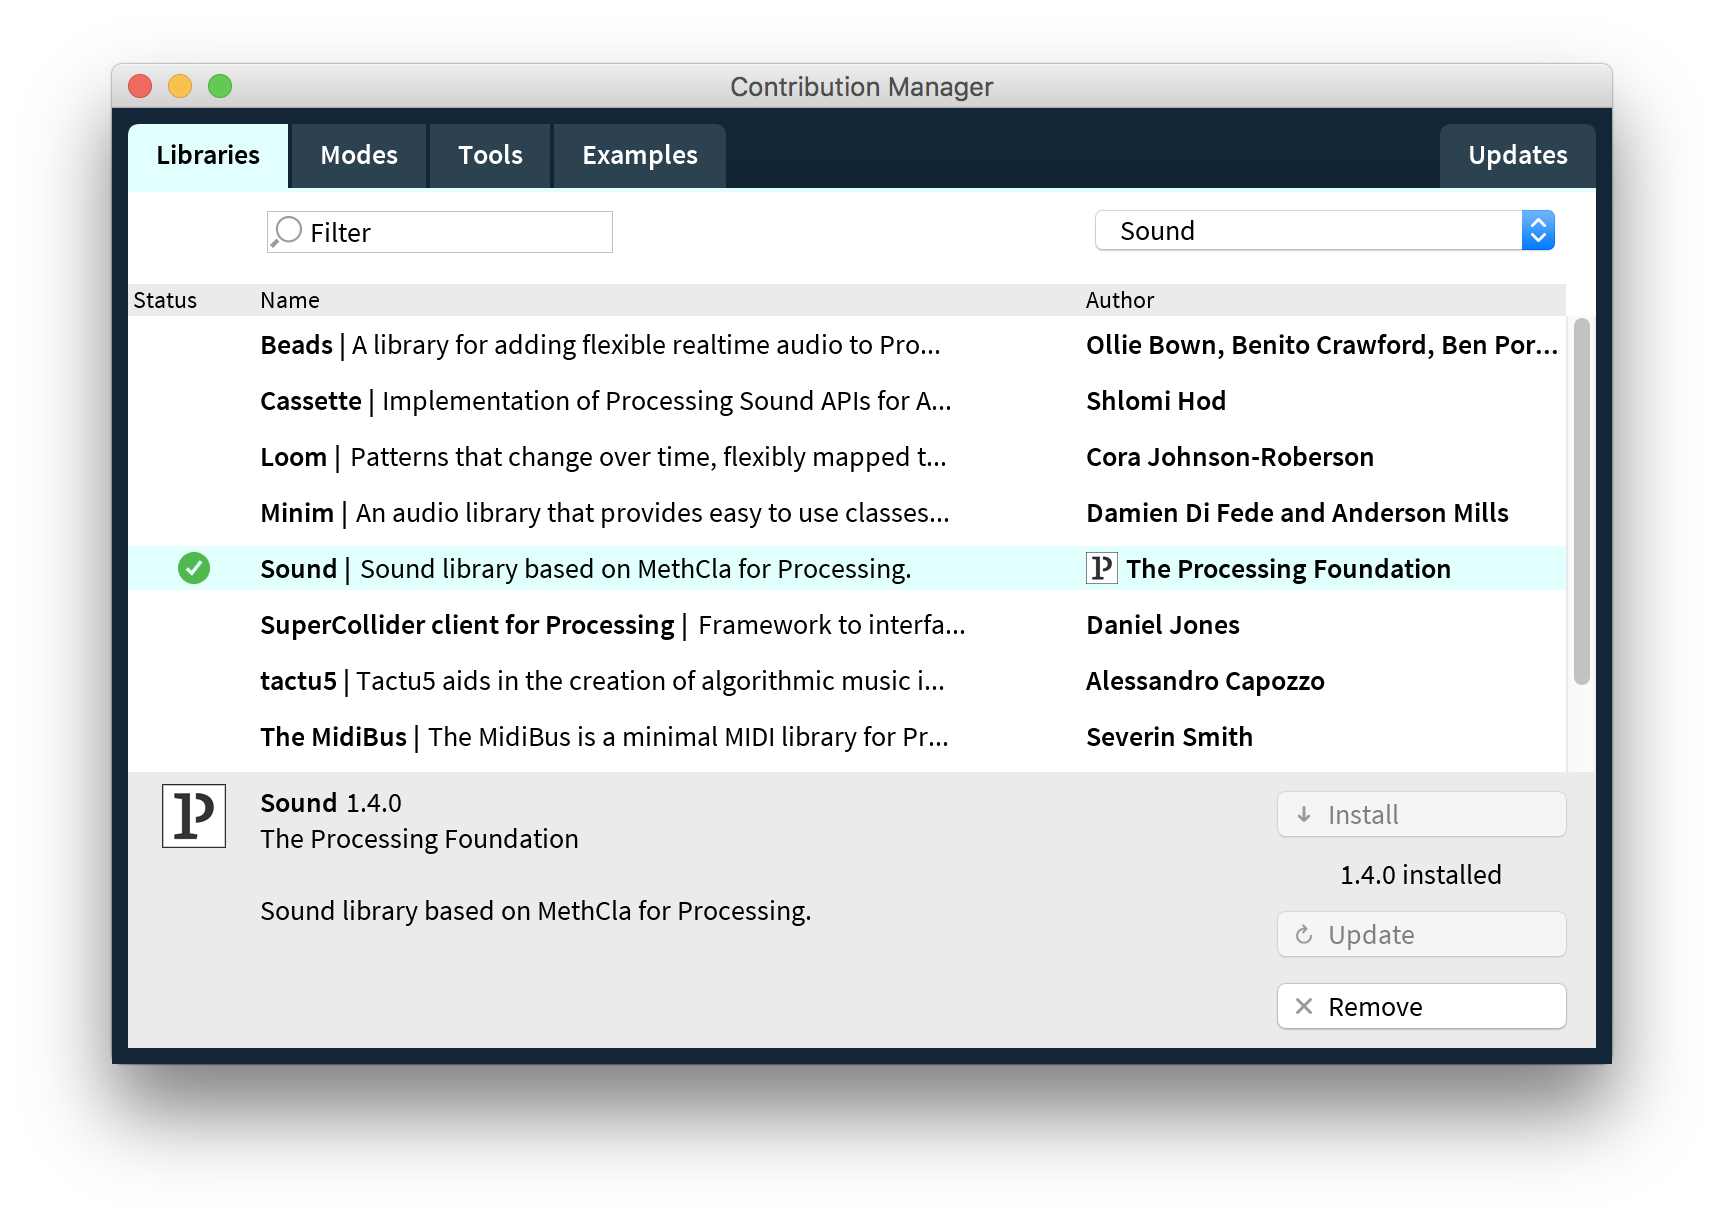 Contribution Manager
Libraries Modes Tools Examples Updates
Filter Sound
Status Name Author
Beads | A library for adding flexible realtime audio to Pro... Ollie Bown, Benito Crawford, Ben Por...
Cassette | Implementation of Processing Sound APIs for A... Shlomi Hod
Loom | Patterns that change over time, flexibly mapped t... Cora Johnson-Roberson
Minim | An audio library that provides easy to use classes... Damien Di Fede and Anderson Mills
Sound | Sound library based on MethCla for Processing. P The Processing Foundation
SuperCollider client for Processing | Framework to interfa... Daniel Jones
tactu5 | Tactu5 aids in the creation of algorithmic music i... Alessandro Capozzo
The MidiBus | The MidiBus is a minimal MIDI library for Pr... Severin Smith
P Sound 1.4.0 Install
The Processing Foundation
1.4.0 installed
Sound library based on MethCla for Processing.
Update
Remove